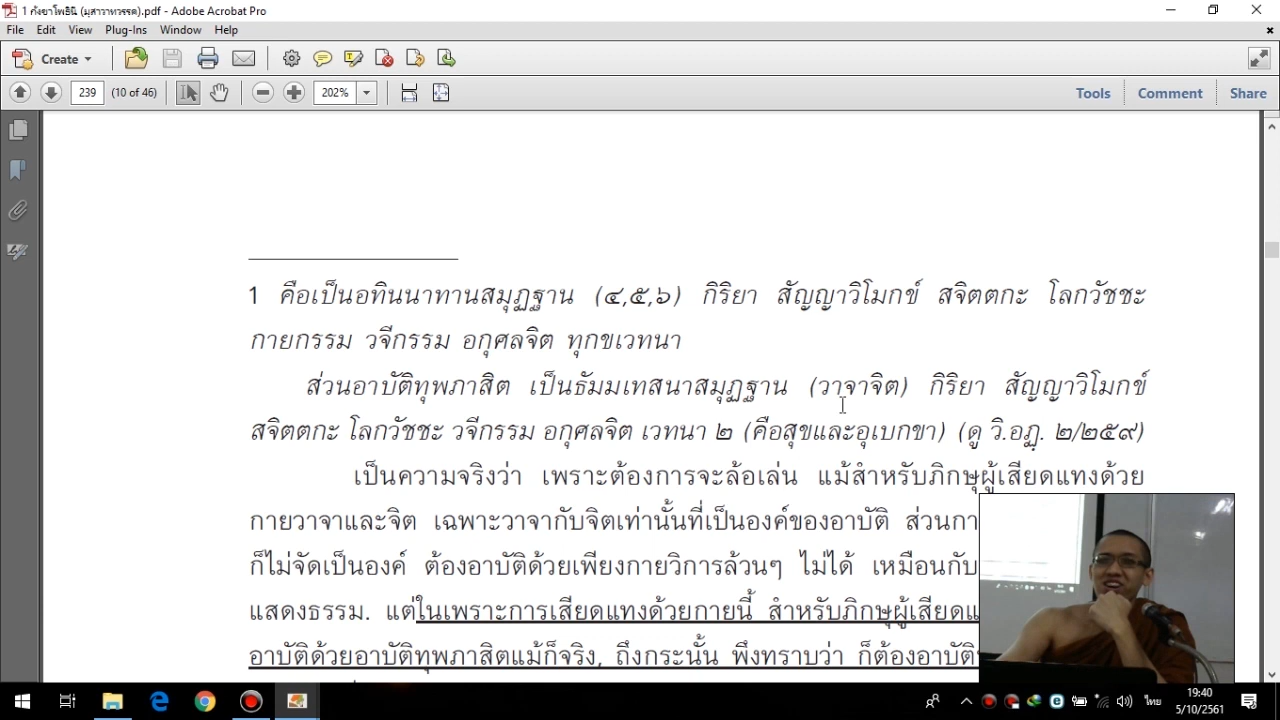 1 กังขาโพธินี (มุสาวาทวรรค).pdf - Adobe Acrobat Pro
File Edit View Plug-Ins Window Help
Create
239 (10 of 46) 202% Tools Comment Share
1 คือเป็นอทินนาทานสมุฏฐาน (๔,๕,๖) กิริยา สัญญาวิโมกข์ สจิตตกะ โลกวัชชะ
กายกรรม วจีกรรม อกุศลจิต ทุกขเวทนา
ส่วนอาบัติทุพภาสิต เป็นธัมมเทสนาสมุฏฐาน (วาจาจิต) กิริยา สัญญาวิโมกข์
สจิตตกะ โลกวัชชะ วจีกรรม อกุศลจิต เวทนา ๒ (คือสุขและอุเบกขา) (ดู วิ.อฏฺ. ๒/๒๕๙)
เป็นความจริงว่า เพราะต้องการจะล้อเล่น แม้สำหรับภิกษุผู้เสียดแทงด้วย
กายวาจาและจิต เฉพาะวาจากับจิตเท่านั้นที่เป็นองค์ของอาบัติ ส่วนกา
ก็ไม่จัดเป็นองค์ ต้องอาบัติด้วยเพียงกายวิการล้วนๆ ไม่ได้ เหมือนกับ
แสดงธรรม. แต่ในเพราะการเสียดแทงด้วยกายนี้ สำหรับภิกษุผู้เสียดแ
อาบัติด้วยอาบัติทุพภาสิตแม้ก็จริง, ถึงกระนั้น พึงทราบว่า ก็ต้องอาบัติ
ไทย
19:40
5/10/2561